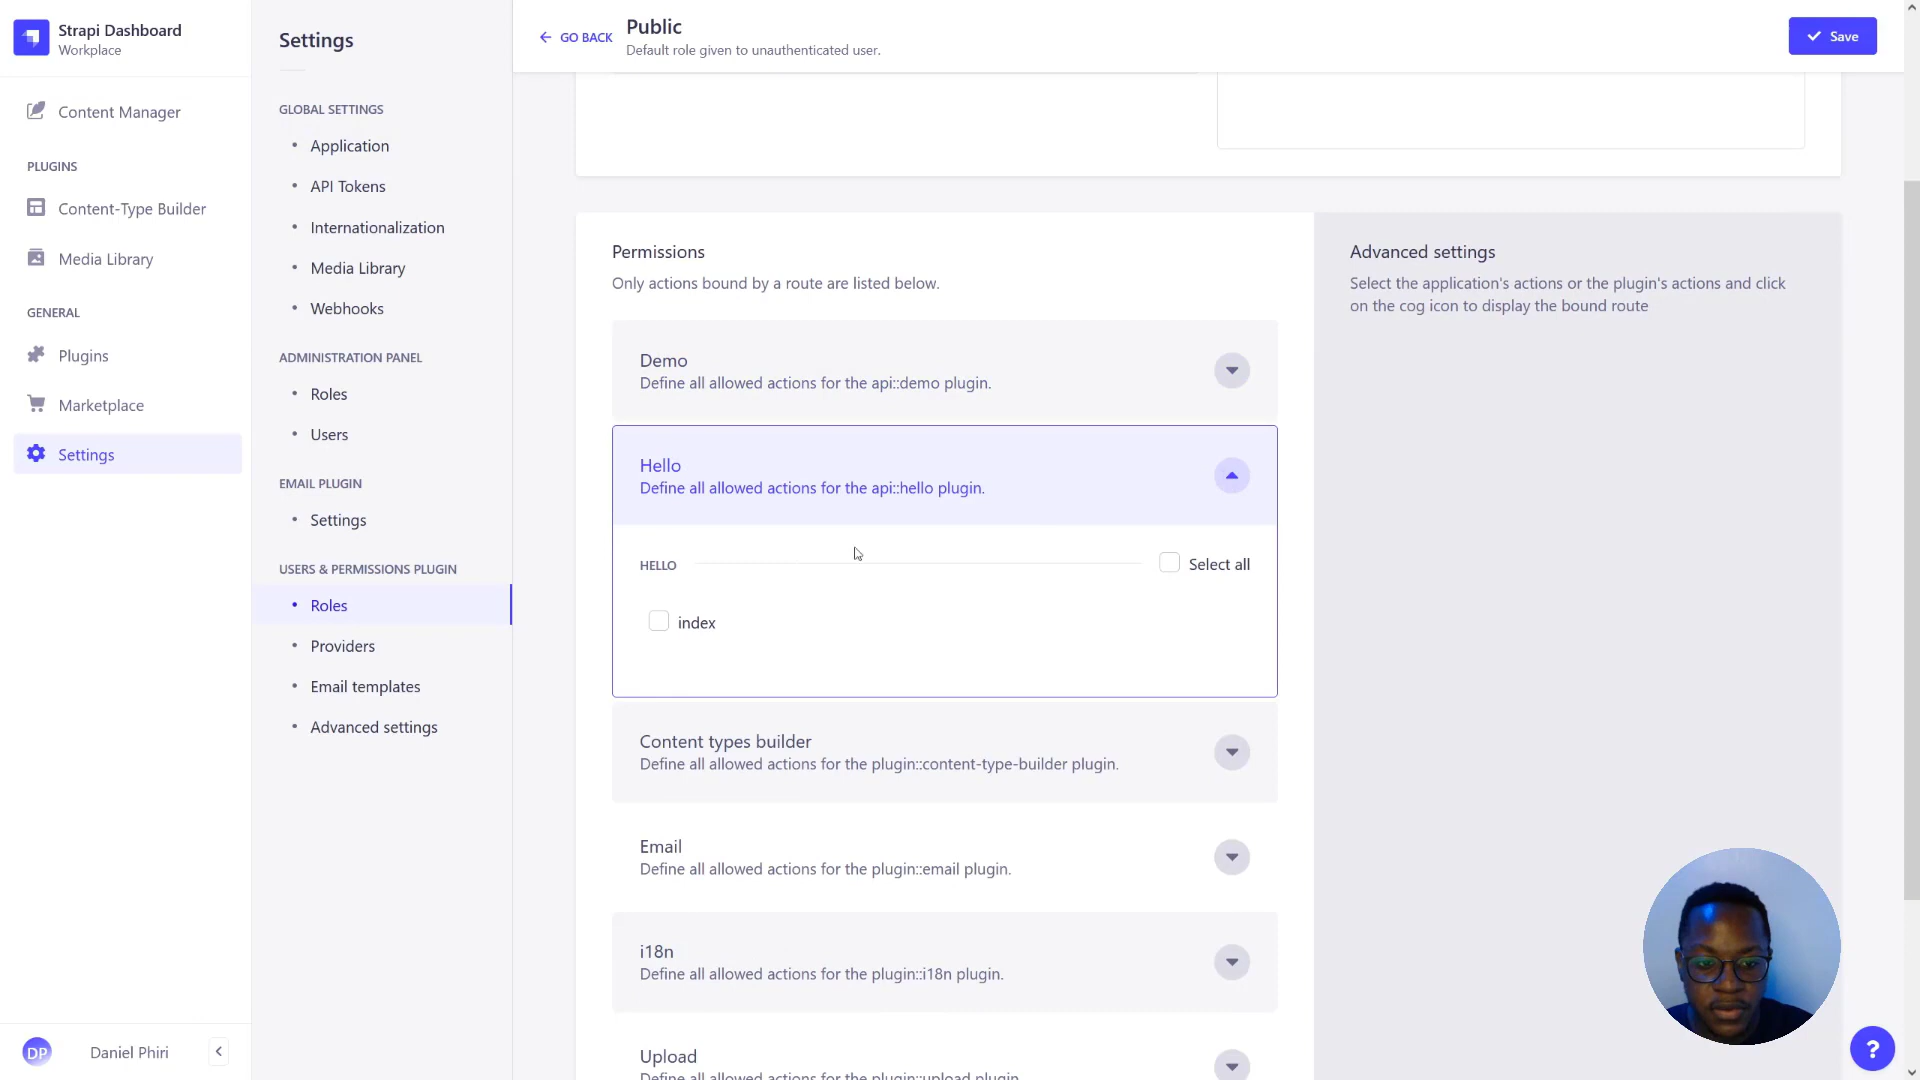 Strapi Dashboard
Workplace
Content Manager
PLUGINS
Content-Type Builder
Media Library
GENERAL
Plugins
Marketplace
Settings
DP
Daniel Phiri
Settings
GLOBAL SETTINGS
Application
API Tokens
Internationalization
Media Library
Webhooks
ADMINISTRATION PANEL
Roles
Users
EMAIL PLUGIN
Settings
USERS & PERMISSIONS PLUGIN
Roles
Providers
Email templates
Advanced settings
GO BACK
Public
Default role given to unauthenticated user.
Save
Permissions
Only actions bound by a route are listed below.
Demo
Define all allowed actions for the api::demo plugin.
Hello
Define all allowed actions for the api::hello plugin.
HELLO
Select all
index
Content types builder
Define all allowed actions for the plugin::content-type-builder plugin.
Email
Define all allowed actions for the plugin::email plugin.
i18n
Define all allowed actions for the plugin::i18n plugin.
Upload
Define all allowed actions for the plugin::upload plugin.
Advanced settings
Select the application's actions or the plugin's actions and click
on the cog icon to display the bound route
?